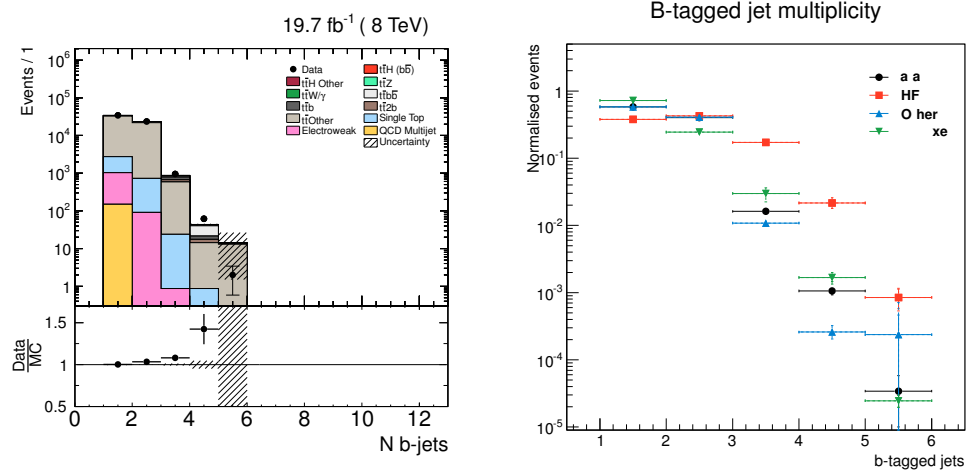 19.7 fb⁻¹ ( 8 TeV)
Events / 1
10⁶
10⁵
10⁴
10³
10²
10
1
Data
tt̄H Other
tt̄W/γ
tt̄b
tt̄Other
Electroweak
tt̄H (bb̄)
tt̄Z
tt̄bb̄
tt̄2b
Single Top
QCD Multijet
Uncertainty
Data
MC
1.5
1
0.5
0 2 4 6 8 10 12
N b-jets
B-tagged jet multiplicity
Normalised events
1
10⁻¹
10⁻²
10⁻³
10⁻⁴
10⁻⁵
a a
HF
O her
xe
1 2 3 4 5 6
b-tagged jets